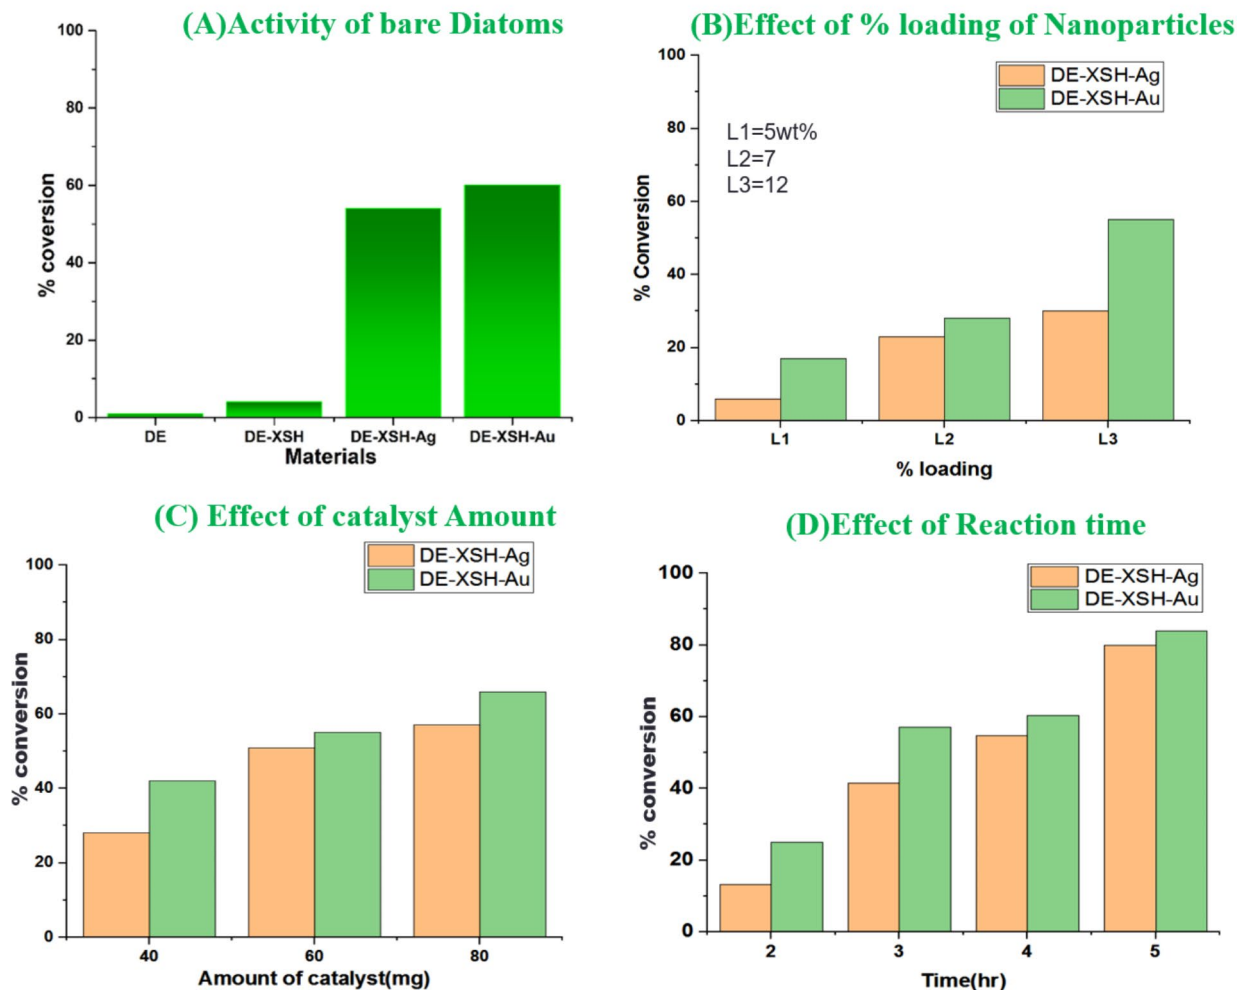 (A)Activity of bare Diatoms
100
80
60
40
20
0
% coversion
DE
DE-XSH
DE-XSH-Ag
DE-XSH-Au
Materials
(B)Effect of % loading of Nanoparticles
DE-XSH-Ag
DE-XSH-Au
L1=5wt%
L2=7
L3=12
100
80
60
40
20
0
% Conversion
L1
L2
L3
% loading
(C) Effect of catalyst Amount
DE-XSH-Ag
DE-XSH-Au
100
80
60
40
20
0
% conversion
40
60
80
Amount of catalyst(mg)
(D)Effect of Reaction time
DE-XSH-Ag
DE-XSH-Au
100
80
60
40
20
0
% conversion
2
3
4
5
Time(hr)